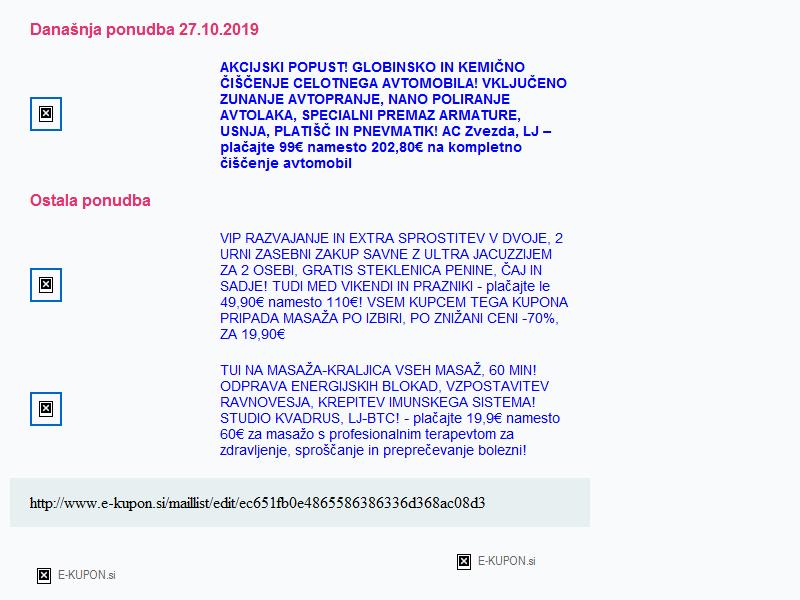 Današnja ponudba 27.10.2019
AKCIJSKI POPUST! GLOBINSKO IN KEMIČNO
ČIŠČENJE CELOTNEGA AVTOMOBILA! VKLJUČENO
ZUNANJE AVTOPRANJE, NANO POLIRANJE
AVTOLAKA, SPECIALNI PREMAZ ARMATURE,
USNJA, PLATIŠČ IN PNEVMATIK! AC Zvezda, LJ –
plačajte 99€ namesto 202,80€ na kompletno
čiščenje avtomobil
Ostala ponudba
VIP RAZVAJANJE IN EXTRA SPROSTITEV V DVOJE, 2
URNI ZASEBNI ZAKUP SAVNE Z ULTRA JACUZZIJEM
ZA 2 OSEBI, GRATIS STEKLENICA PENINE, ČAJ IN
SADJE! TUDI MED VIKENDI IN PRAZNIKI - plačajte le
49,90€ namesto 110€! VSEM KUPCEM TEGA KUPONA
PRIPADA MASAŽA PO IZBIRI, PO ZNIŽANI CENI -70%,
ZA 19,90€
TUI NA MASAŽA-KRALJICA VSEH MASAŽ, 60 MIN!
ODPRAVA ENERGIJSKIH BLOKAD, VZPOSTAVITEV
RAVNOVESJA, KREPITEV IMUNSKEGA SISTEMA!
STUDIO KVADRUS, LJ-BTC! - plačajte 19,9€ namesto
60€ za masažo s profesionalnim terapevtom za
zdravljenje, sproščanje in preprečevanje bolezni!
http://www.e-kupon.si/maillist/edit/ec651fb0e4865586386336d368ac08d3
E-KUPON.si
E-KUPON.si